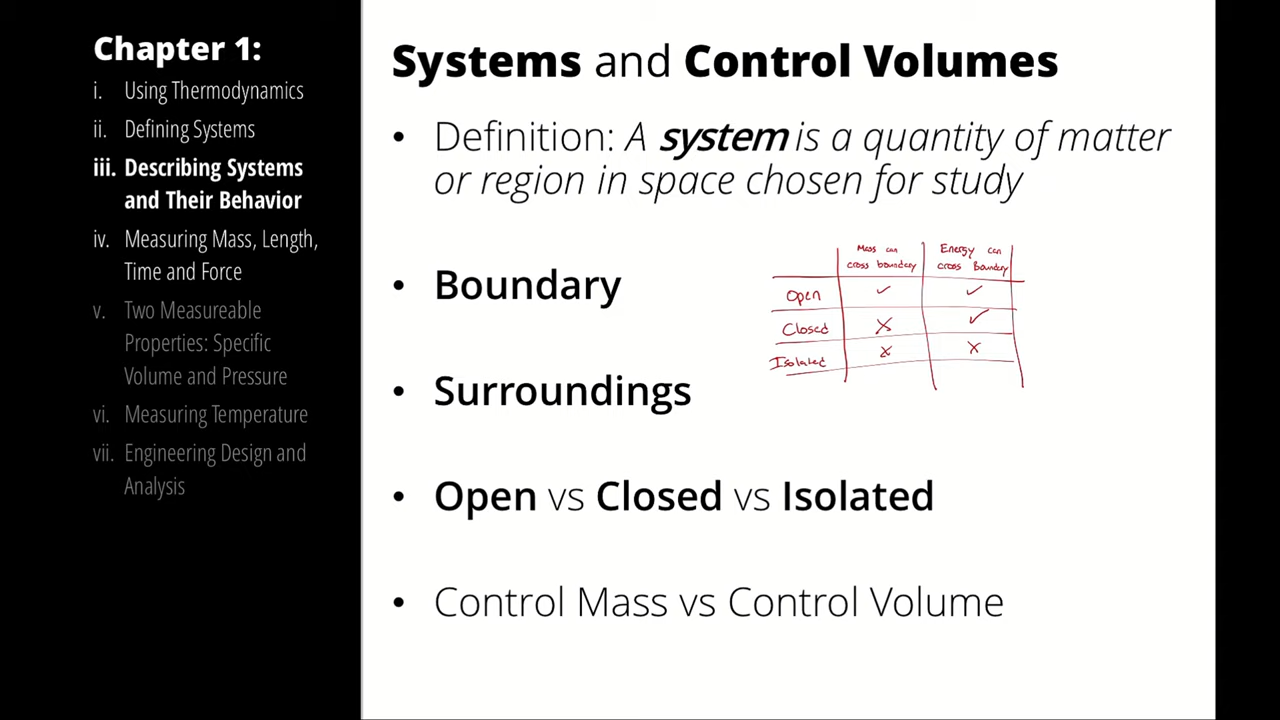 Chapter 1:
i. Using Thermodynamics
ii. Defining Systems
iii. Describing Systems
and Their Behavior
iv. Measuring Mass, Length,
Time and Force
v. Two Measureable
Properties: Specific
Volume and Pressure
vi. Measuring Temperature
vii. Engineering Design and
Analysis
Systems and Control Volumes
• Definition: A system is a quantity of matter
or region in space chosen for study
Mass can
cross boundary
Energy can
cross Boundary
Open ✓ ✓
Closed ✗ ✓
Isolated ✗ ✗
• Boundary
• Surroundings
• Open vs Closed vs Isolated
• Control Mass vs Control Volume